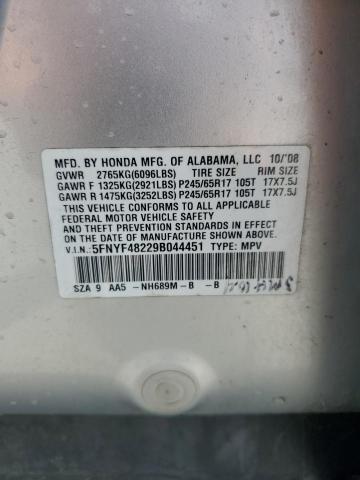 MFD. BY HONDA MFG. OF ALABAMA, LLC 10/'08
GVWR 2765KG(6096LBS) TIRE SIZE RIM SIZE
GAWR F 1325KG(2921LBS) P245/65R17 105T 17X7.5J
GAWR R 1475KG(3252LBS) P245/65R17 105T 17X7.5J
THIS VEHICLE CONFORMS TO ALL APPLICABLE
FEDERAL MOTOR VEHICLE SAFETY AND
THEFT PREVENTION STANDARDS IN EFFECT ON
THE DATE OF MANUFACTURE SHOWN ABOVE.
V.I.N.: 5FNYF48229B044451 TYPE: MPV
SZA 9 AA5 -NH689M-B -B